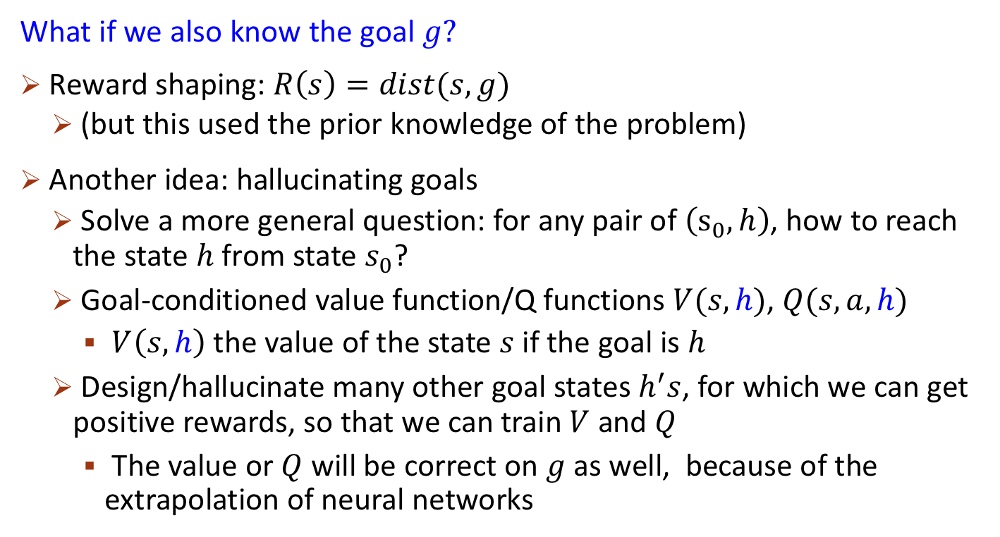 What if we also know the goal g?
➢ Reward shaping: R(s) = dist(s, g)
➢ (but this used the prior knowledge of the problem)
➢ Another idea: hallucinating goals
➢ Solve a more general question: for any pair of (s₀, h), how to reach
the state h from state s₀?
➢ Goal-conditioned value function/Q functions V(s, h), Q(s, a, h)
▪ V(s, h) the value of the state s if the goal is h
➢ Design/hallucinate many other goal states h′s, for which we can get
positive rewards, so that we can train V and Q
▪ The value or Q will be correct on g as well, because of the
extrapolation of neural networks